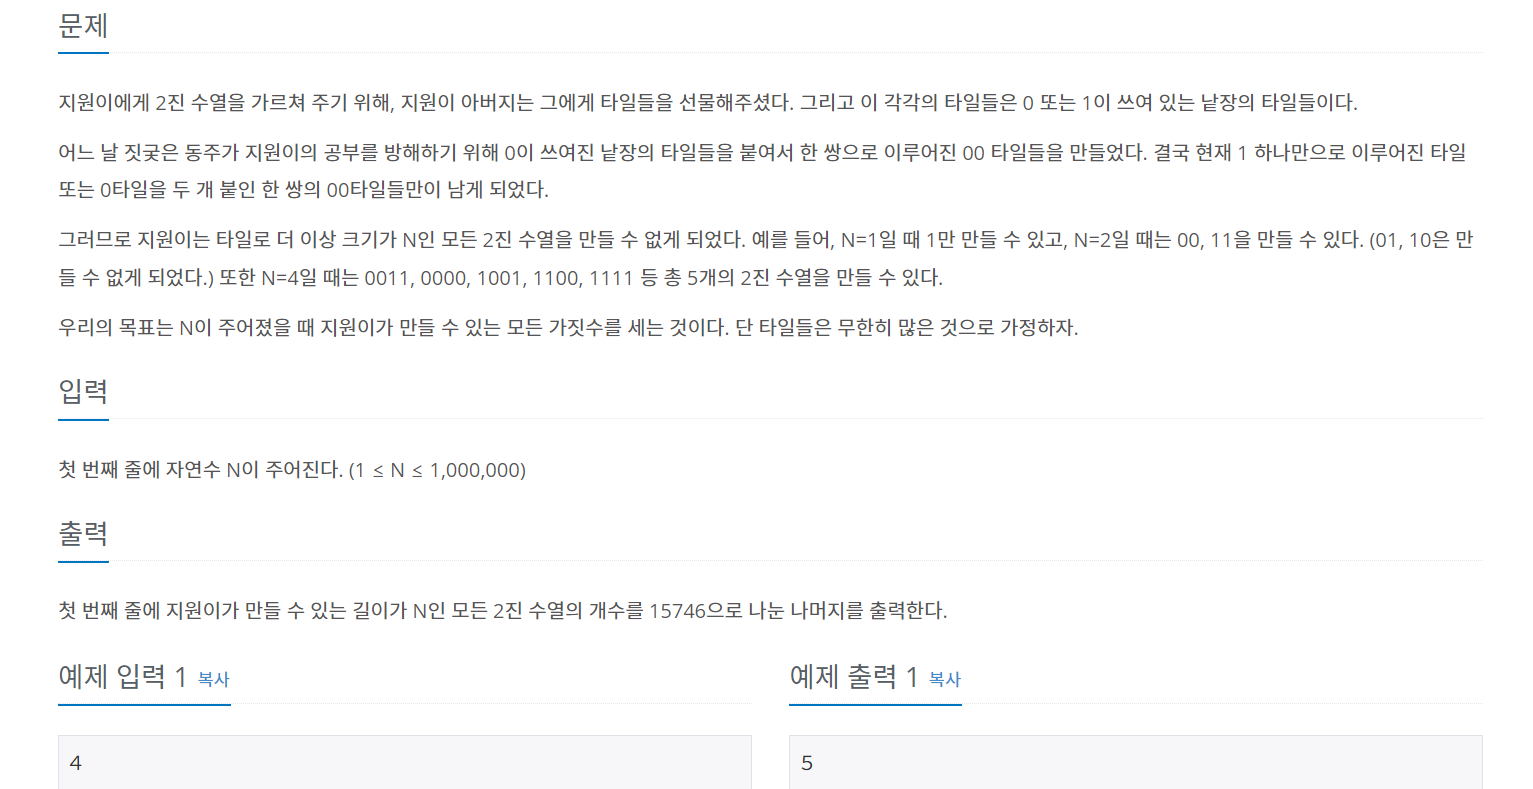 문제
지원이에게 2진 수열을 가르쳐 주기 위해, 지원이 아버지는 그에게 타일들을 선물해주셨다. 그리고 이 각각의 타일들은 0 또는 1이 쓰여 있는 낱장의 타일들이다.
어느 날 짓궂은 동주가 지원이의 공부를 방해하기 위해 0이 쓰여진 낱장의 타일들을 붙여서 한 쌍으로 이루어진 00 타일들을 만들었다. 결국 현재 1 하나만으로 이루어진 타일
또는 0타일을 두 개 붙인 한 쌍의 00타일들만이 남게 되었다.
그러므로 지원이는 타일로 더 이상 크기가 N인 모든 2진 수열을 만들 수 없게 되었다. 예를 들어, N=1일 때 1만 만들 수 있고, N=2일 때는 00, 11을 만들 수 있다. (01, 10은 만
들 수 없게 되었다.) 또한 N=4일 때는 0011, 0000, 1001, 1100, 1111 등 총 5개의 2진 수열을 만들 수 있다.
우리의 목표는 N이 주어졌을 때 지원이가 만들 수 있는 모든 가짓수를 세는 것이다. 단 타일들은 무한히 많은 것으로 가정하자.
입력
첫 번째 줄에 자연수 N이 주어진다. (1 ≤ N ≤ 1,000,000)
출력
첫 번째 줄에 지원이가 만들 수 있는 길이가 N인 모든 2진 수열의 개수를 15746으로 나눈 나머지를 출력한다.
예제 입력 1 복사
4
예제 출력 1 복사
5